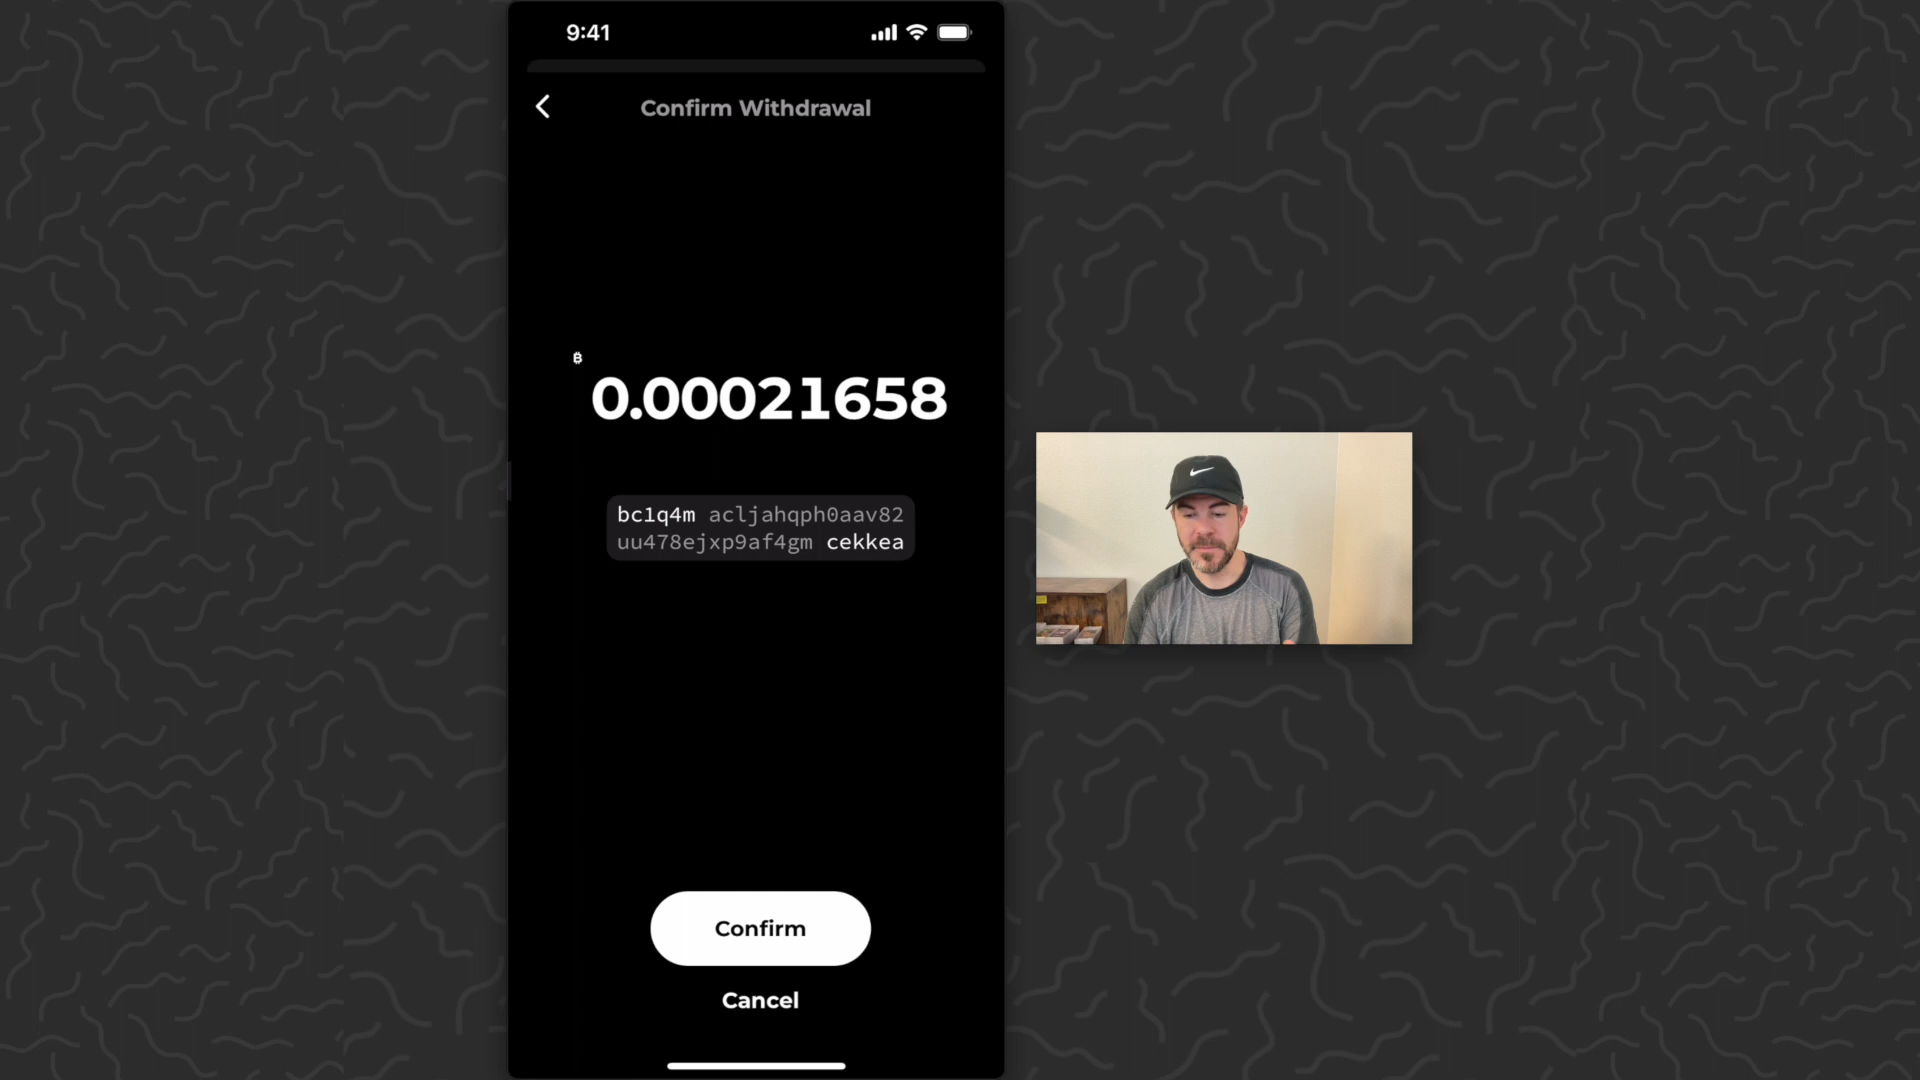 9:41
Confirm Withdrawal
₿
0.00021658
bc1q4m acljahqph0aav82
uu478ejxp9af4gm cekkea
Confirm
Cancel